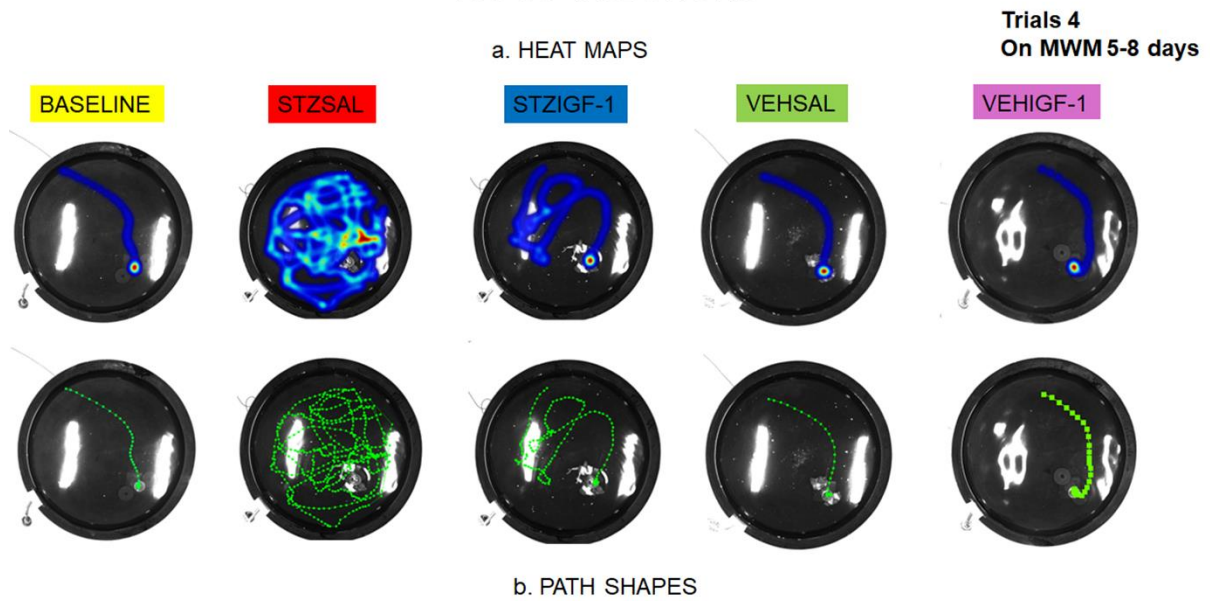 Trials 4
On MWM 5-8 days
a. HEAT MAPS
BASELINE
STZSAL
STZIGF-1
VEHSAL
VEHIGF-1
b. PATH SHAPES